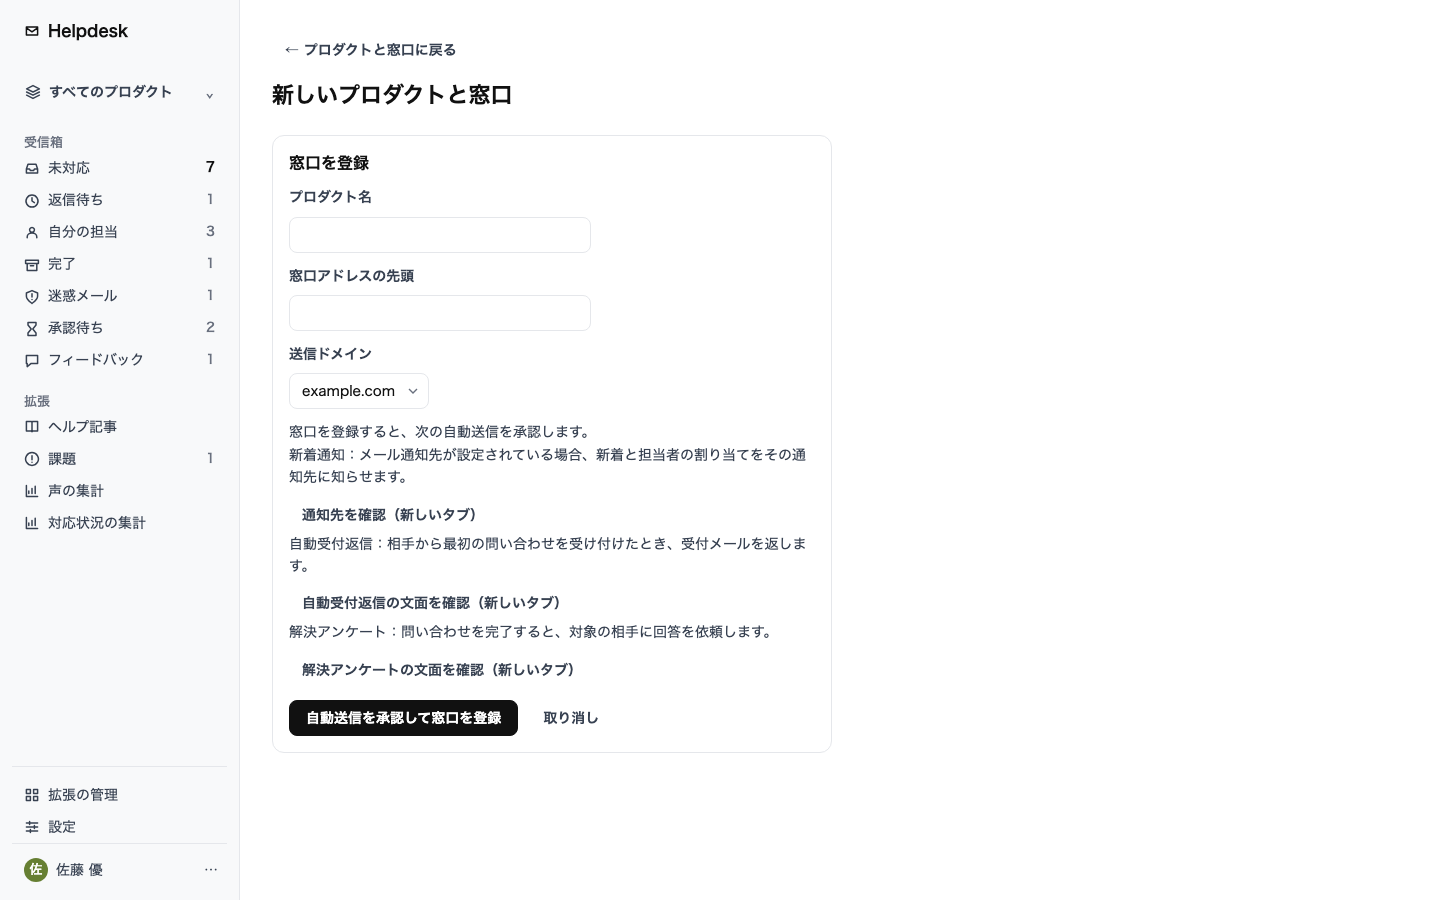 Helpdesk
すべてのプロダクト
受信箱
未対応 7
返信待ち 1
自分の担当 3
完了 1
迷惑メール 1
承認待ち 2
フィードバック 1
拡張
ヘルプ記事
課題 1
声の集計
対応状況の集計
拡張の管理
設定
佐 佐藤 優 …
← プロダクトと窓口に戻る
新しいプロダクトと窓口
窓口を登録
プロダクト名
窓口アドレスの先頭
送信ドメイン
example.com
窓口を登録すると、次の自動送信を承認します。
新着通知：メール通知先が設定されている場合、新着と担当者の割り当てをその通
知先に知らせます。
通知先を確認（新しいタブ）
自動受付返信：相手から最初の問い合わせを受け付けたとき、受付メールを返しま
す。
自動受付返信の文面を確認（新しいタブ）
解決アンケート：問い合わせを完了すると、対象の相手に回答を依頼します。
解決アンケートの文面を確認（新しいタブ）
自動送信を承認して窓口を登録 取り消し